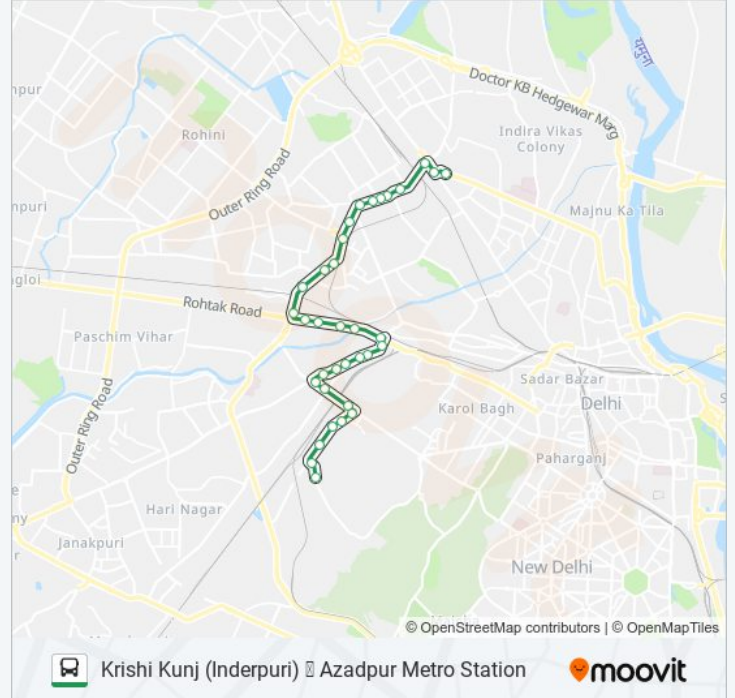 Doctor KB Hedgewar Marg
mpur
Rohini
Indira Vikas
Colony
Outer Ring Road
npuri
Majnu Ka Tila
gloi
Rohtak Road
Paschim Vihar
Sadar Bazar
Delhi
Karol Bagh
Outer Ring Road
Paharganj
Hari Nagar
Janakpuri
New Delhi
© OpenStreetMap contributors | © OpenMapTiles
Krishi Kunj (Inderpuri) Azadpur Metro Station
moovit